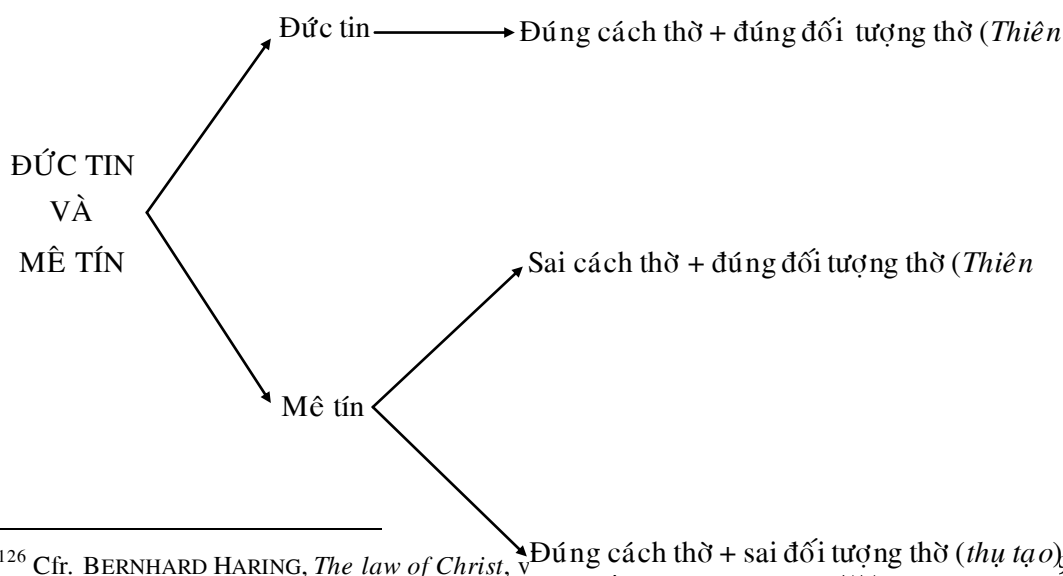 Đức tin
Đúng cách thờ + đúng đối tượng thờ (Thiên
ĐỨC TIN
VÀ
MÊ TÍN
Sai cách thờ + đúng đối tượng thờ (Thiên
Mê tín
Đúng cách thờ + sai đối tượng thờ (thụ tạo)
126 Cfr. BERNHARD HARING, The law of Christ, v